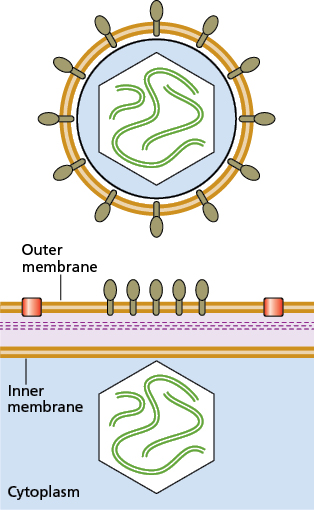 Outer
membrane
Inner
membrane
Cytoplasm